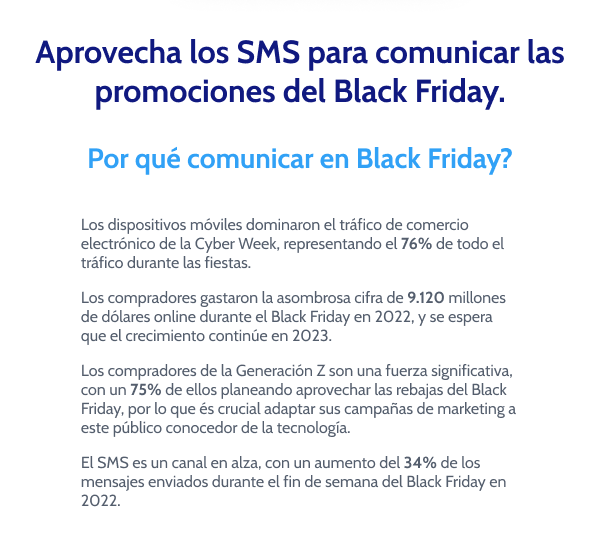 Aprovecha los SMS para comunicar las
promociones del Black Friday.
Por qué comunicar en Black Friday?
Los dispositivos móviles dominaron el tráfico de comercio
electrónico de la Cyber Week, representando el 76% de todo el
tráfico durante las fiestas.
Los compradores gastaron la asombrosa cifra de 9.120 millones
de dólares online durante el Black Friday en 2022, y se espera
que el crecimiento continúe en 2023.
Los compradores de la Generación Z son una fuerza significativa,
con un 75% de ellos planeando aprovechar las rebajas del Black
Friday, por lo que és crucial adaptar sus campañas de marketing a
este público conocedor de la tecnología.
El SMS es un canal en alza, con un aumento del 34% de los
mensajes enviados durante el fin de semana del Black Friday en
2022.